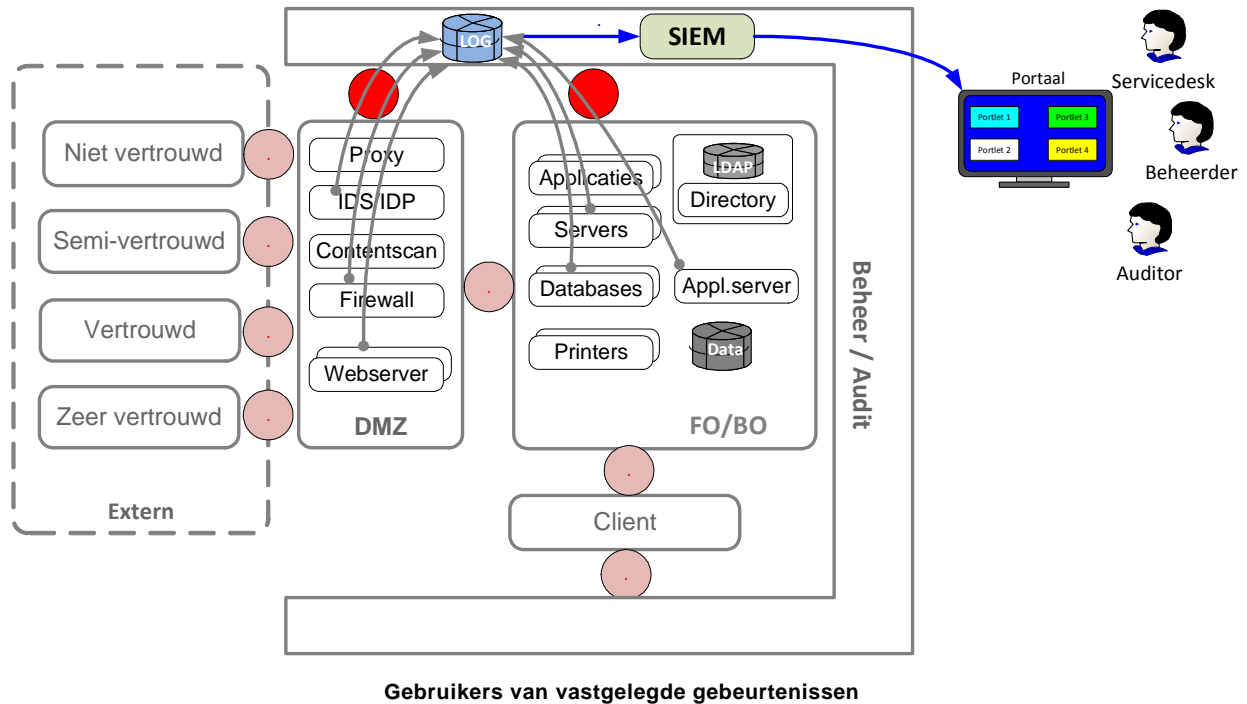 LOG
SIEM
Portaal
Portlet 1
Portlet 3
Portlet 2
Portlet 4
Servicedesk
Beheerder
Auditor
Niet vertrouwd
Semi-vertrouwd
Vertrouwd
Zeer vertrouwd
Extern
Proxy
IDS/IDP
Contentscan
Firewall
Webserver
DMZ
Applicaties
Servers
Databases
Printers
LDAP
Directory
Appl.server
Data
FO/BO
Client
Beheer / Audit
Gebruikers van vastgelegde gebeurtenissen